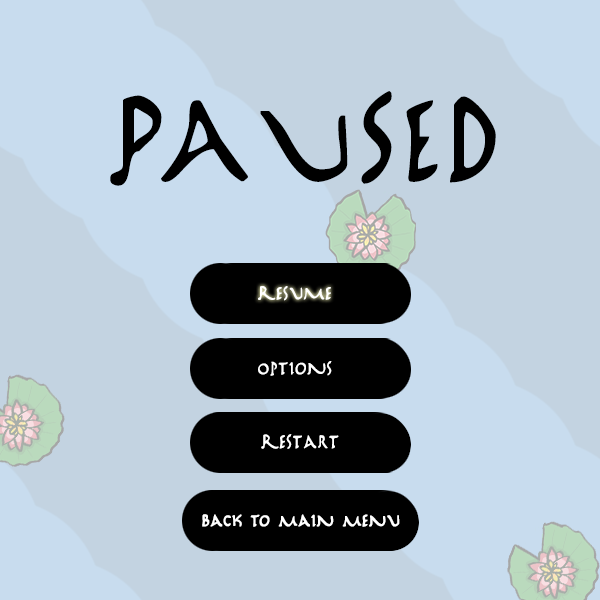 PAUSED
RESUME
OPTIONS
RESTART
BACK TO MAIN MENU